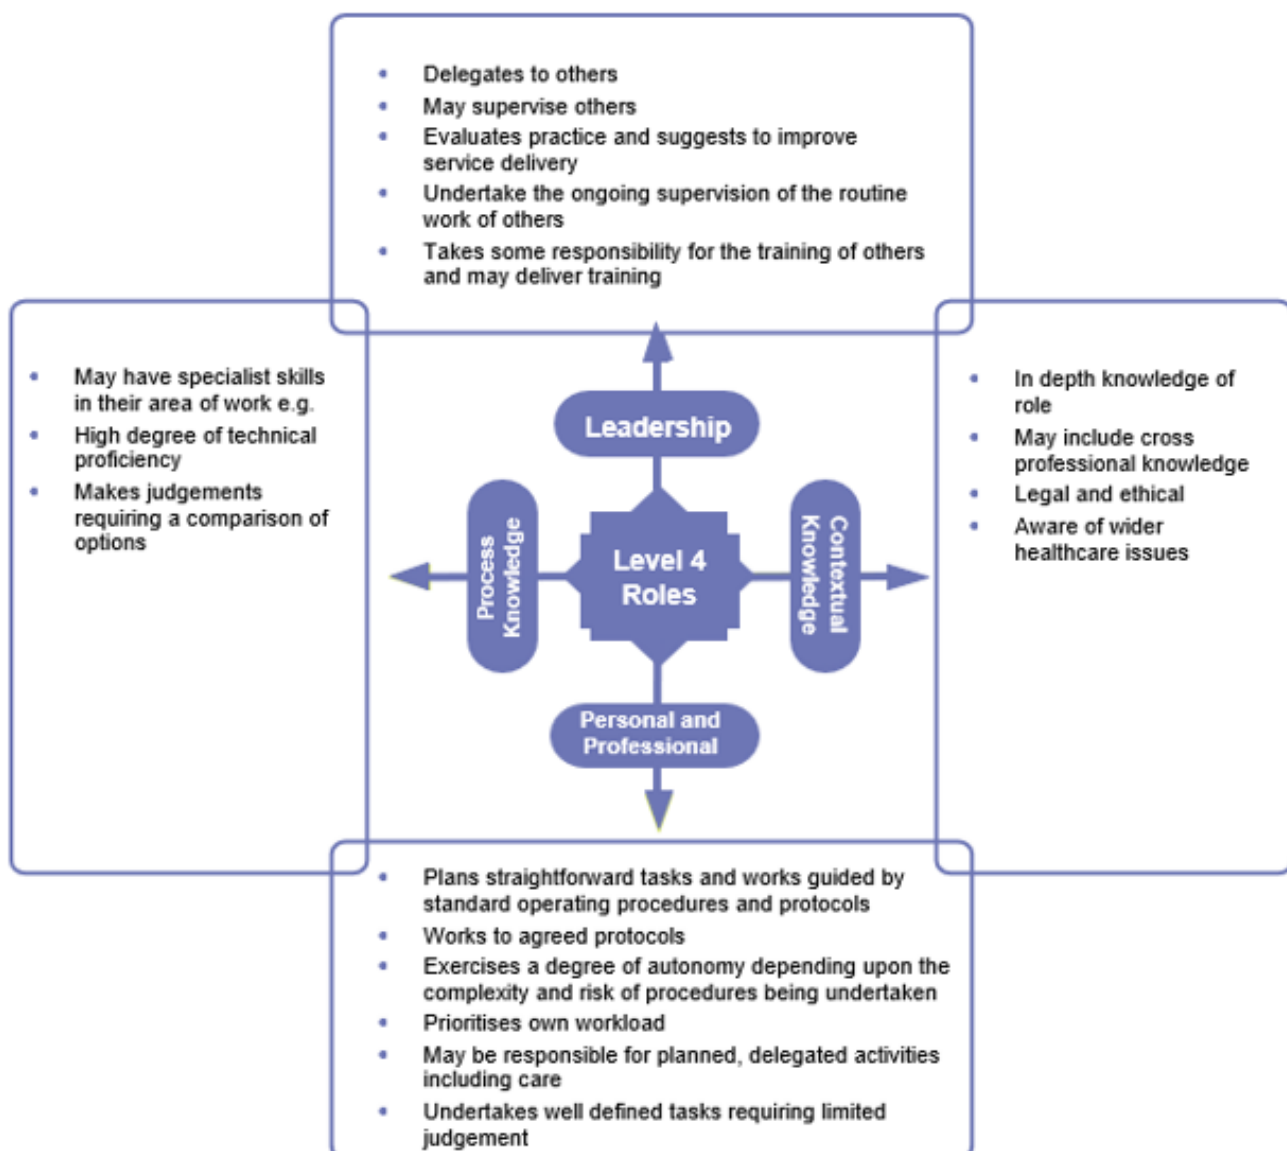 • Delegates to others
• May supervise others
• Evaluates practice and suggests to improve
service delivery
• Undertake the ongoing supervision of the routine
work of others
• Takes some responsibility for the training of others
and may deliver training
• May have specialist skills
in their area of work e.g.
• High degree of technical
proficiency
• Makes judgements
requiring a comparison of
options
Leadership
Process
Knowledge
Level 4
Roles
Contextual
Knowledge
Personal and
Professional
• In depth knowledge of
role
• May include cross
professional knowledge
• Legal and ethical
• Aware of wider
healthcare issues
• Plans straightforward tasks and works guided by
standard operating procedures and protocols
• Works to agreed protocols
• Exercises a degree of autonomy depending upon the
complexity and risk of procedures being undertaken
• Prioritises own workload
• May be responsible for planned, delegated activities
including care
• Undertakes well defined tasks requiring limited
judgement